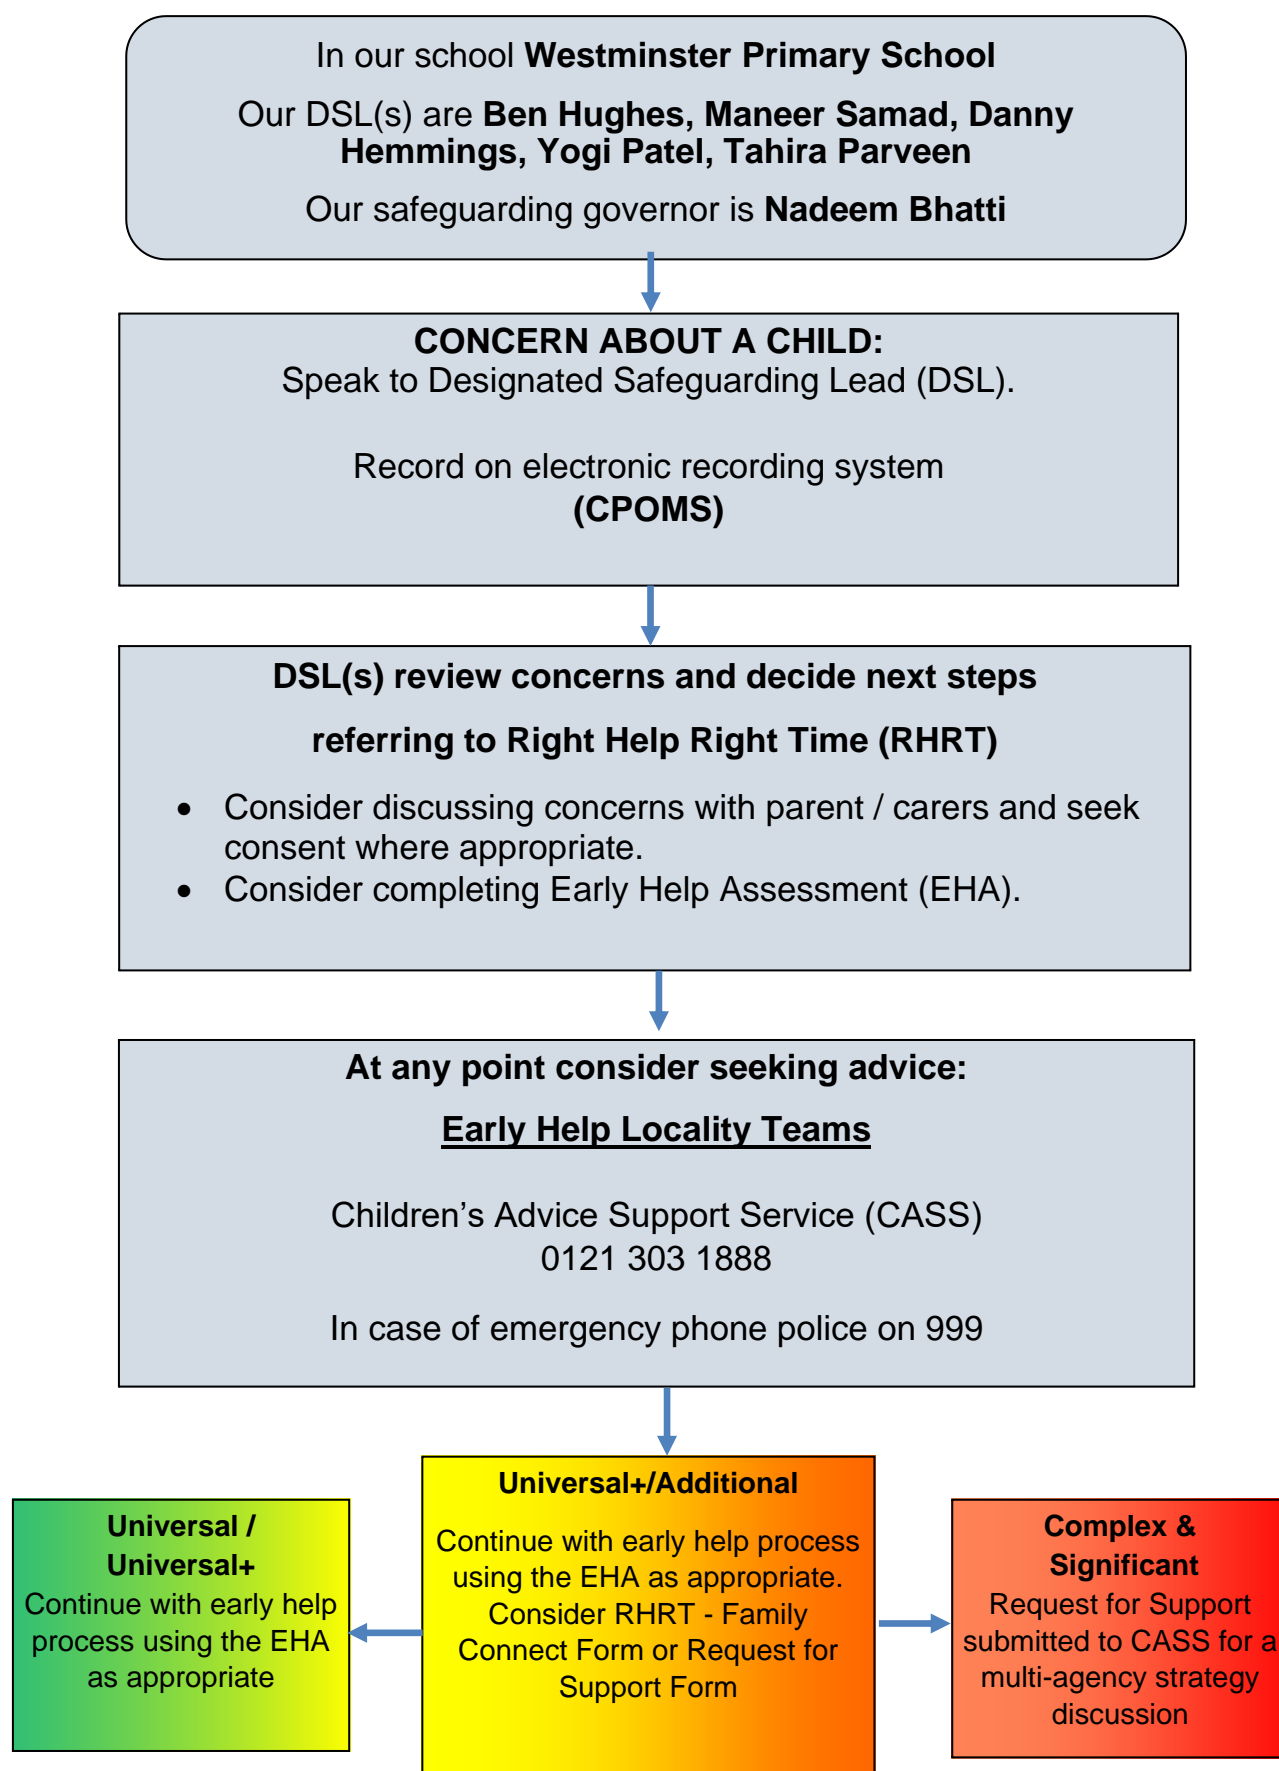 In our school Westminster Primary School
Our DSL(s) are Ben Hughes, Maneer Samad, Danny
Hemmings, Yogi Patel, Tahira Parveen
Our safeguarding governor is Nadeem Bhatti
CONCERN ABOUT A CHILD:
Speak to Designated Safeguarding Lead (DSL).
Record on electronic recording system
(CPOMS)
DSL(s) review concerns and decide next steps
referring to Right Help Right Time (RHRT)
• Consider discussing concerns with parent / carers and seek
consent where appropriate.
• Consider completing Early Help Assessment (EHA).
At any point consider seeking advice:
Early Help Locality Teams
Children’s Advice Support Service (CASS)
0121 303 1888
In case of emergency phone police on 999
Universal /
Universal+
Continue with early help
process using the EHA
as appropriate
Universal+/Additional
Continue with early help process
using the EHA as appropriate.
Consider RHRT - Family
Connect Form or Request for
Support Form
Complex &
Significant
Request for Support
submitted to CASS for a
multi-agency strategy
discussion